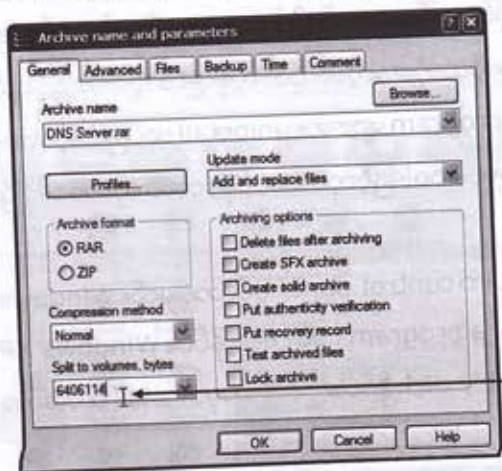 Archive name and parameters
General Advanced Files Backup Time Comment
Browse...
Archive name
DNS Server.rar
Update mode
Profiles...
Add and replace files
Archive format
RAR
ZIP
Archiving options
Delete files after archiving
Create SFX archive
Create solid archive
Put authenticity verification
Put recovery record
Test archived files
Lock archive
Compression method
Normal
Split to volumes, bytes
6406114
OK Cancel Help